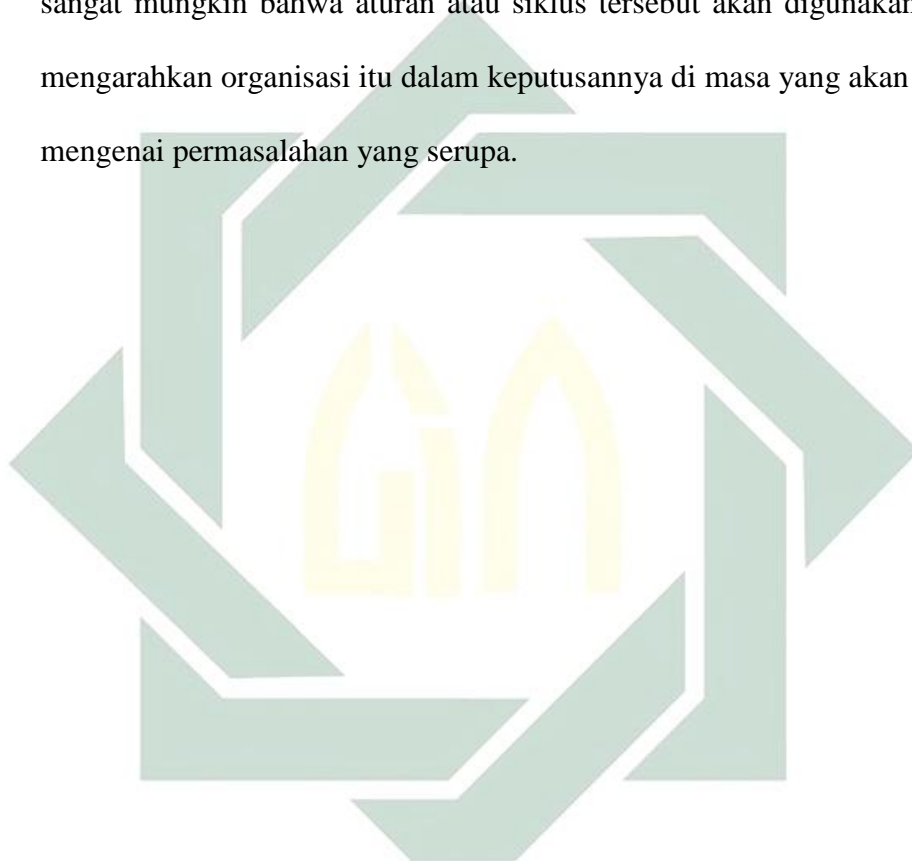 sangat mungkin bahwa aturan atau siklus tersebut akan digunakan
mengarahkan organisasi itu dalam keputusannya di masa yang akan
mengenai permasalahan yang serupa.